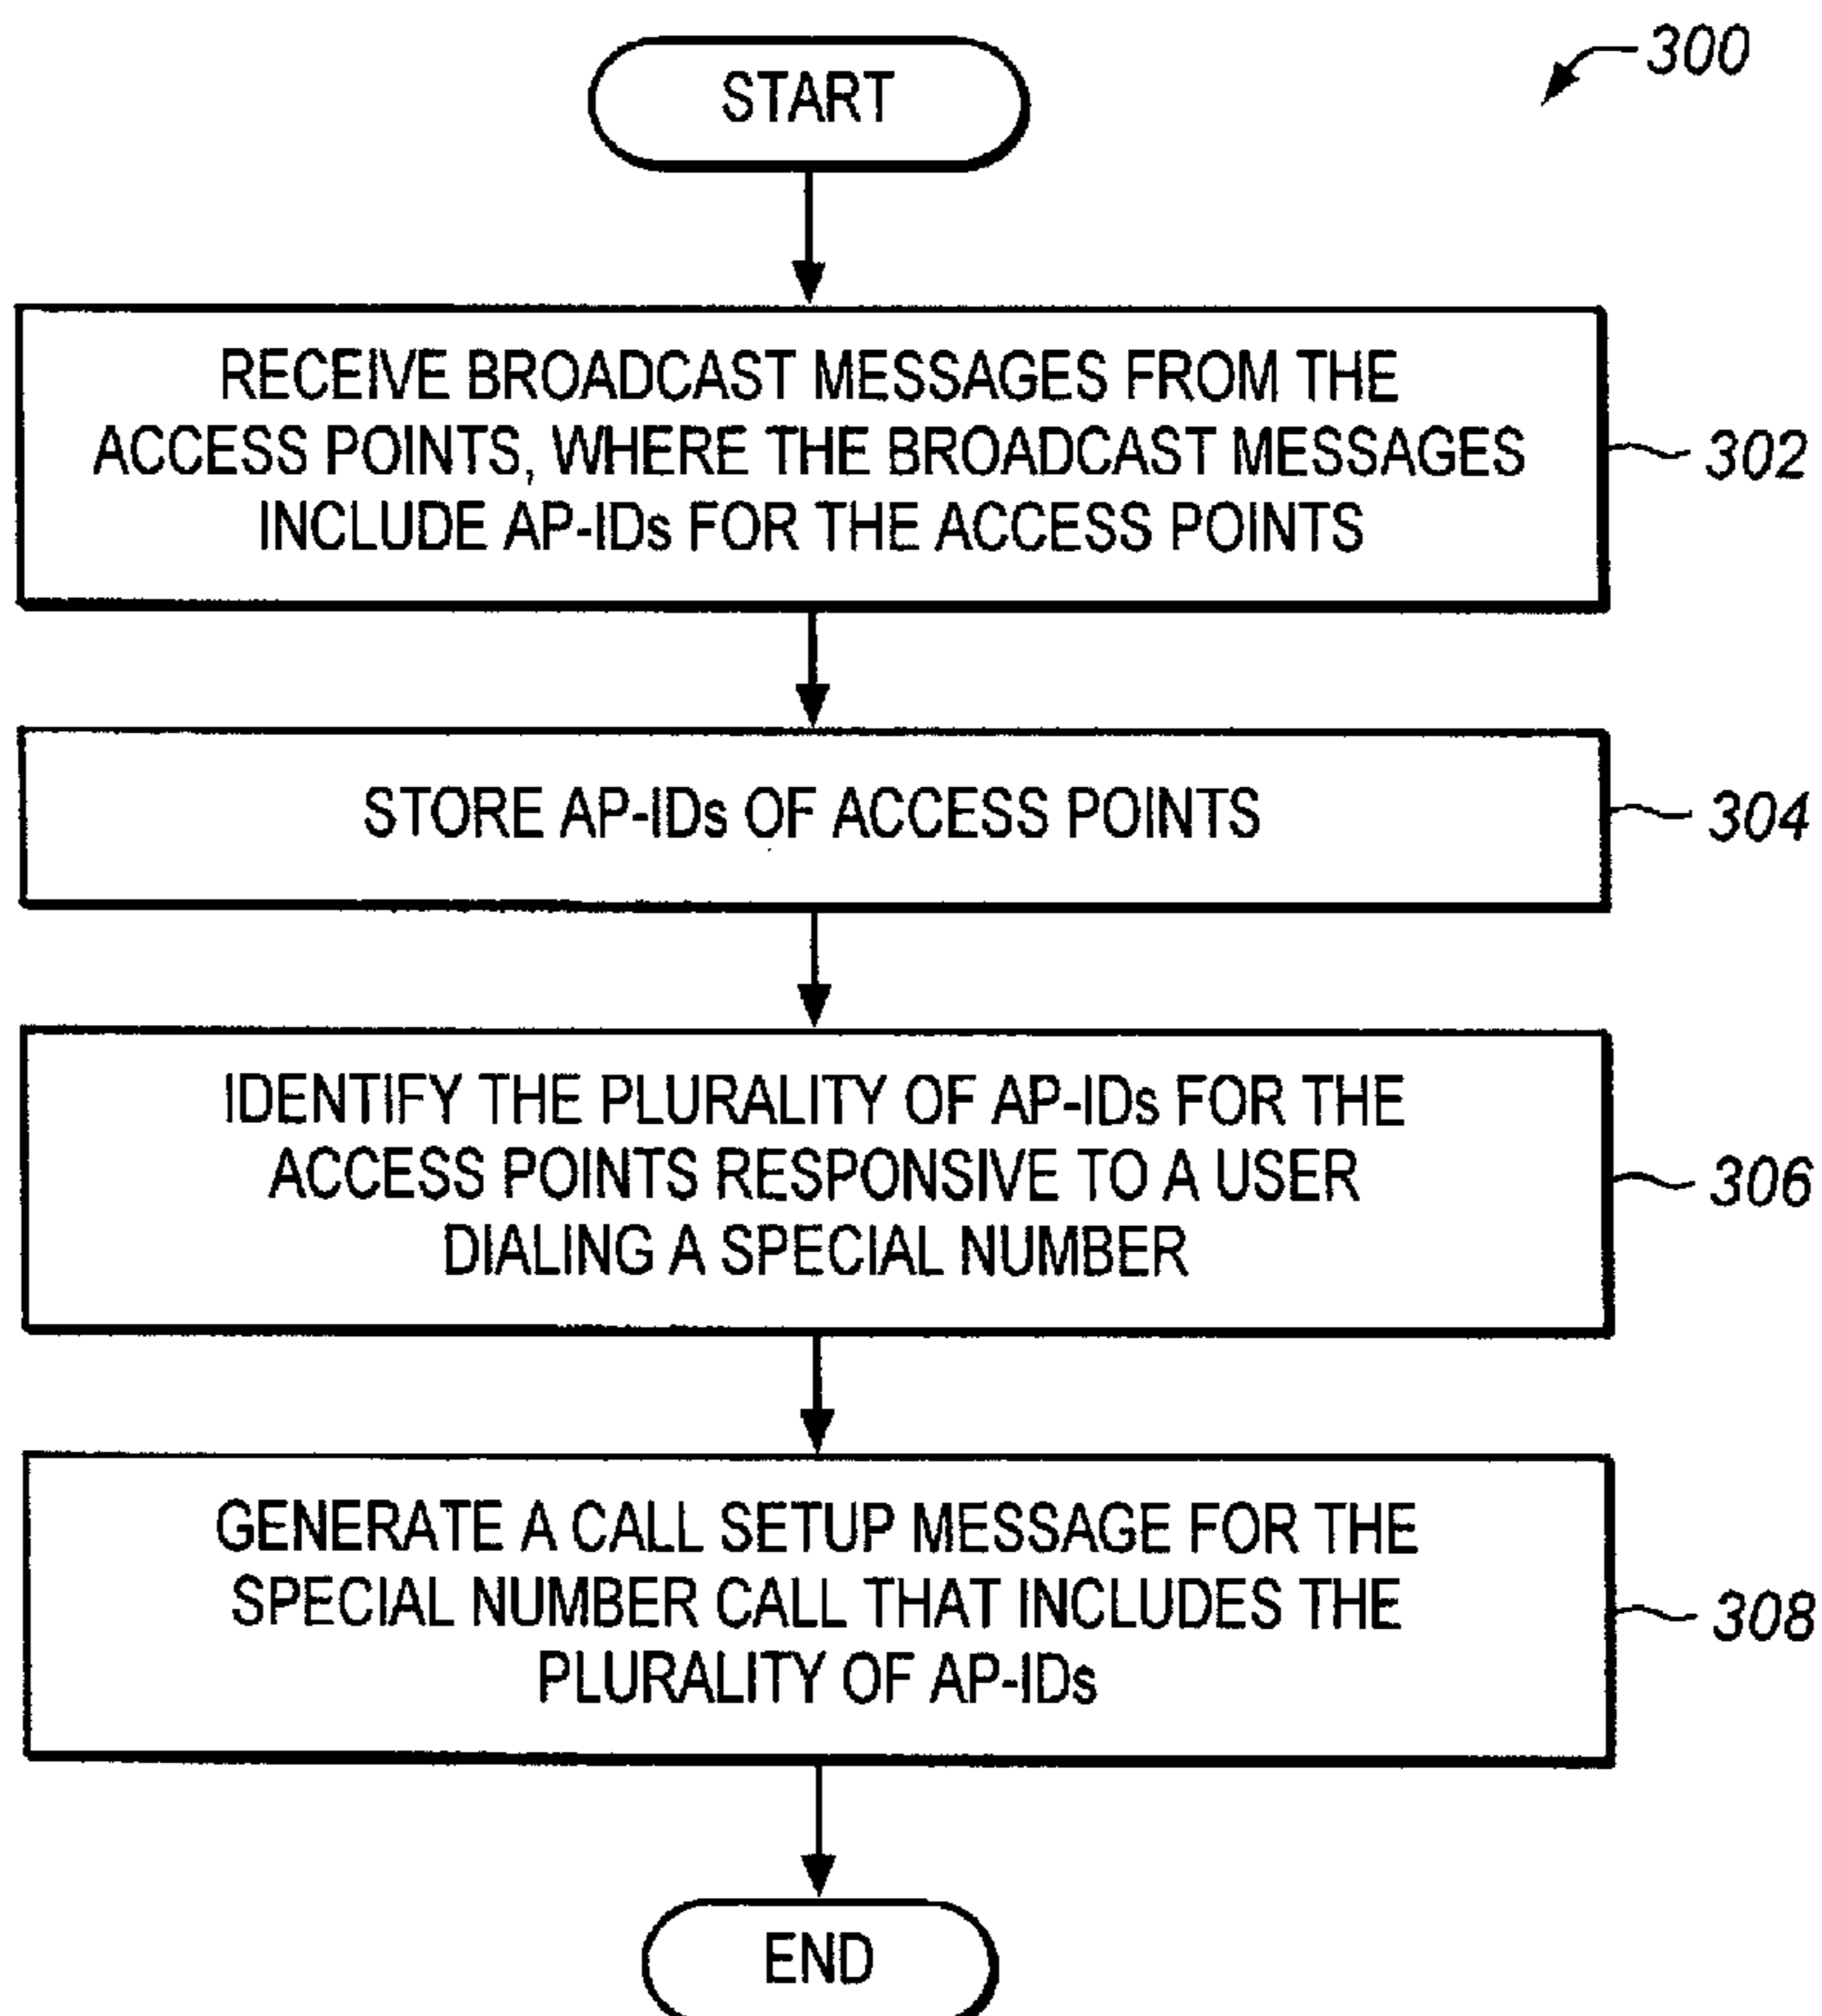 300
START
RECEIVE BROADCAST MESSAGES FROM THE
ACCESS POINTS, WHERE THE BROADCAST MESSAGES
INCLUDE AP-IDs FOR THE ACCESS POINTS
302
STORE AP-IDs OF ACCESS POINTS
304
IDENTIFY THE PLURALITY OF AP-IDs FOR THE
ACCESS POINTS RESPONSIVE TO A USER
DIALING A SPECIAL NUMBER
306
GENERATE A CALL SETUP MESSAGE FOR THE
SPECIAL NUMBER CALL THAT INCLUDES THE
PLURALITY OF AP-IDs
308
END